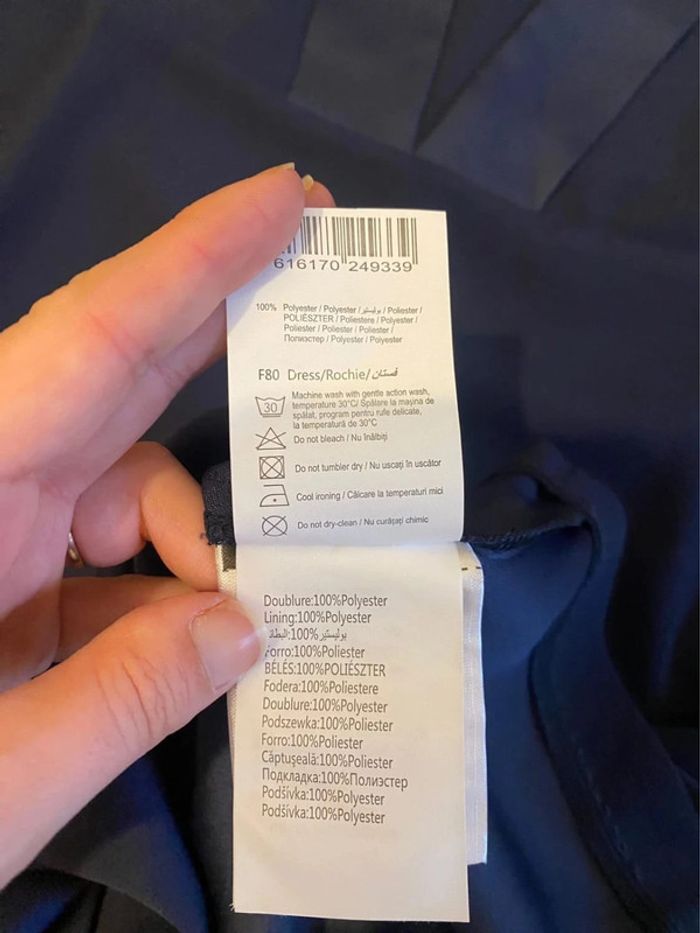 616170 249339
100% Polyester / Polyester / بوليستير / Poliester /
POLIÉSZTER / Poliestere / Polyester /
Poliester / Poliester / Poliester /
Полиэстер / Polyester / Polyester
F80 Dress/Rochie/فستان
30
Machine wash with gentle action wash,
temperature 30°C/ Spălare la mașina de
spălat, program pentru rufe delicate,
la temperatură de 30°C
Do not bleach / Nu înălbiți
Do not tumbler dry / Nu uscați în uscător
Cool ironing / Călcare la temperaturi mici
Do not dry-clean / Nu curățați chimic
Doublure:100%Polyester
Lining:100%Polyester
بوليستير %100:البطانة
Forro:100%Poliester
BÉLÉS:100%POLIÉSZTER
Fodera:100%Poliestere
Doublure:100%Polyester
Podszewka:100%Poliester
Forro:100%Poliester
Căptușeală:100%Poliester
Подкладка:100%Полиэстер
Podšívka:100%Polyester
Podšívka:100%Polyester